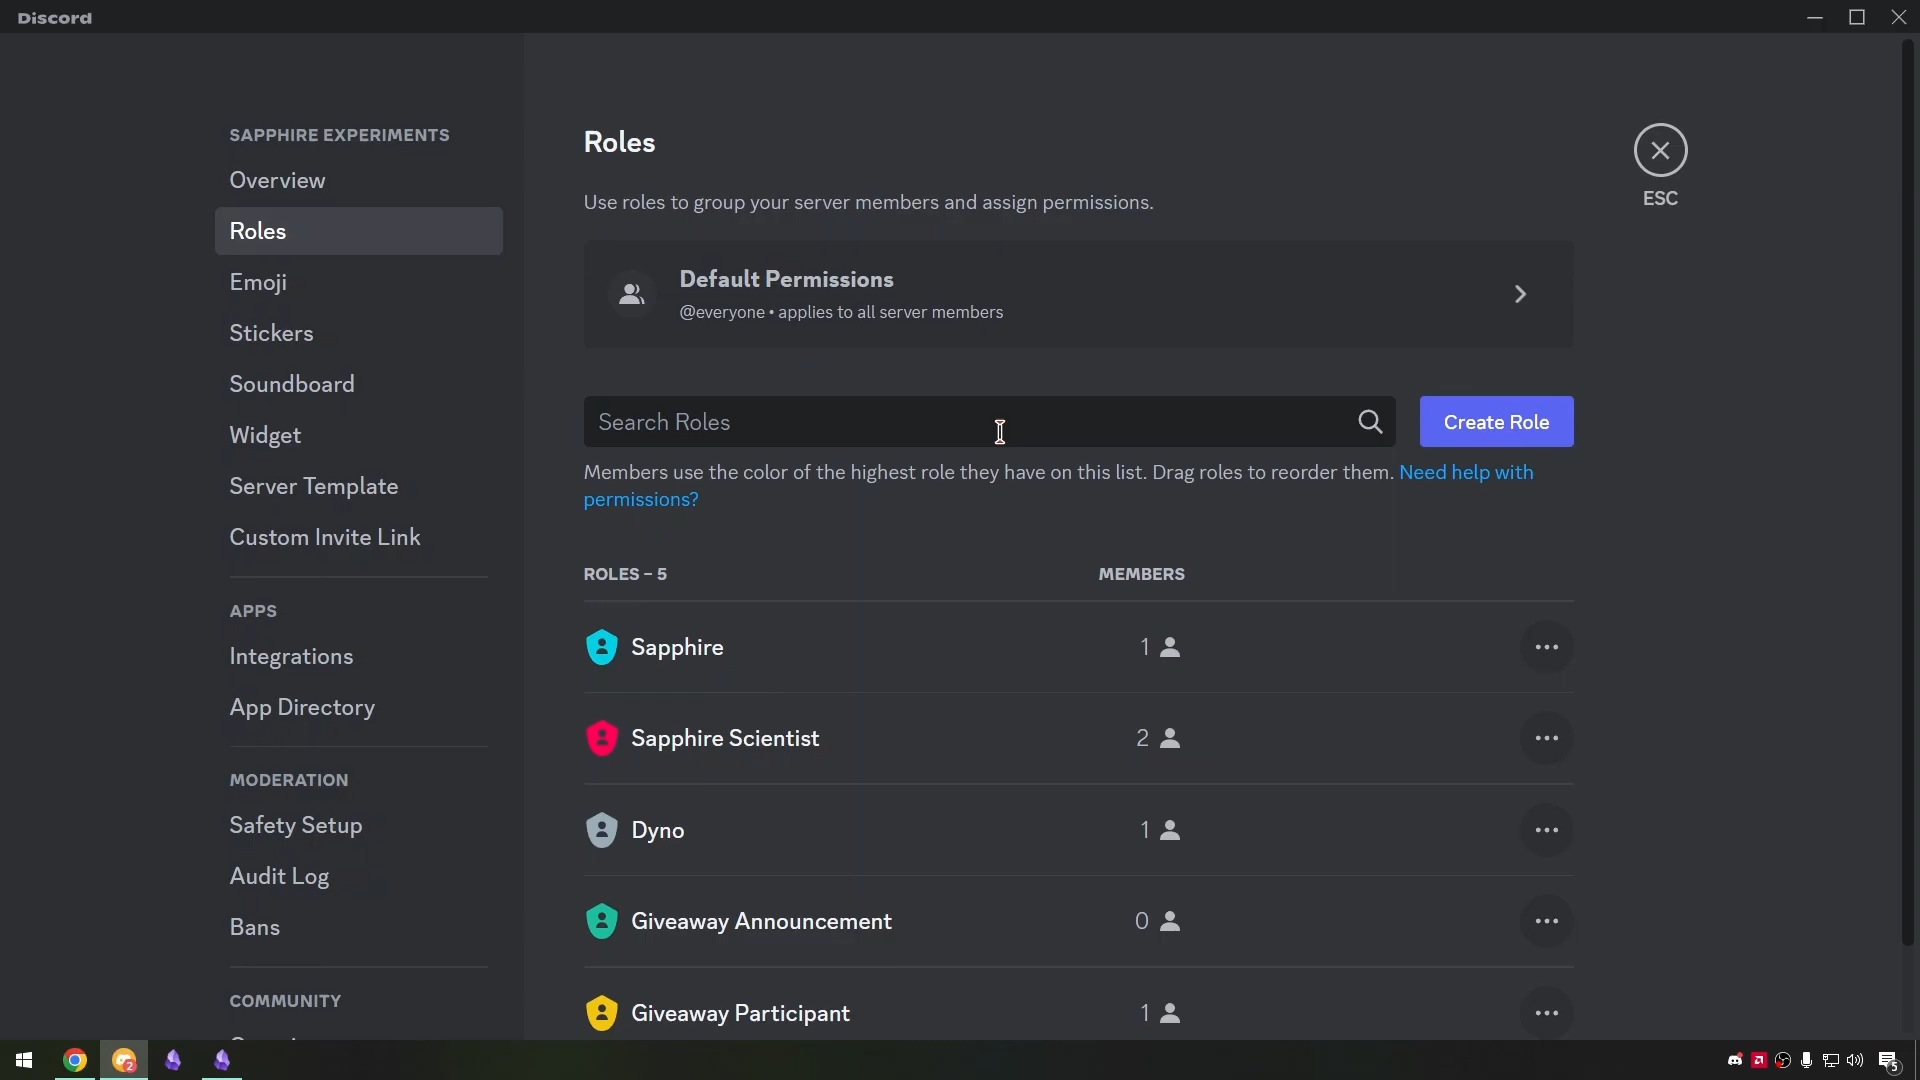 Discord
SAPPHIRE EXPERIMENTS
Overview
Roles
Emoji
Stickers
Soundboard
Widget
Server Template
Custom Invite Link
APPS
Integrations
App Directory
MODERATION
Safety Setup
Audit Log
Bans
COMMUNITY
Roles
Use roles to group your server members and assign permissions.
Default Permissions
@everyone • applies to all server members
Search Roles
Create Role
Members use the color of the highest role they have on this list. Drag roles to reorder them. Need help with
permissions?
ROLES – 5
MEMBERS
Sapphire
1
Sapphire Scientist
2
Dyno
1
Giveaway Announcement
0
Giveaway Participant
1
ESC
2
5